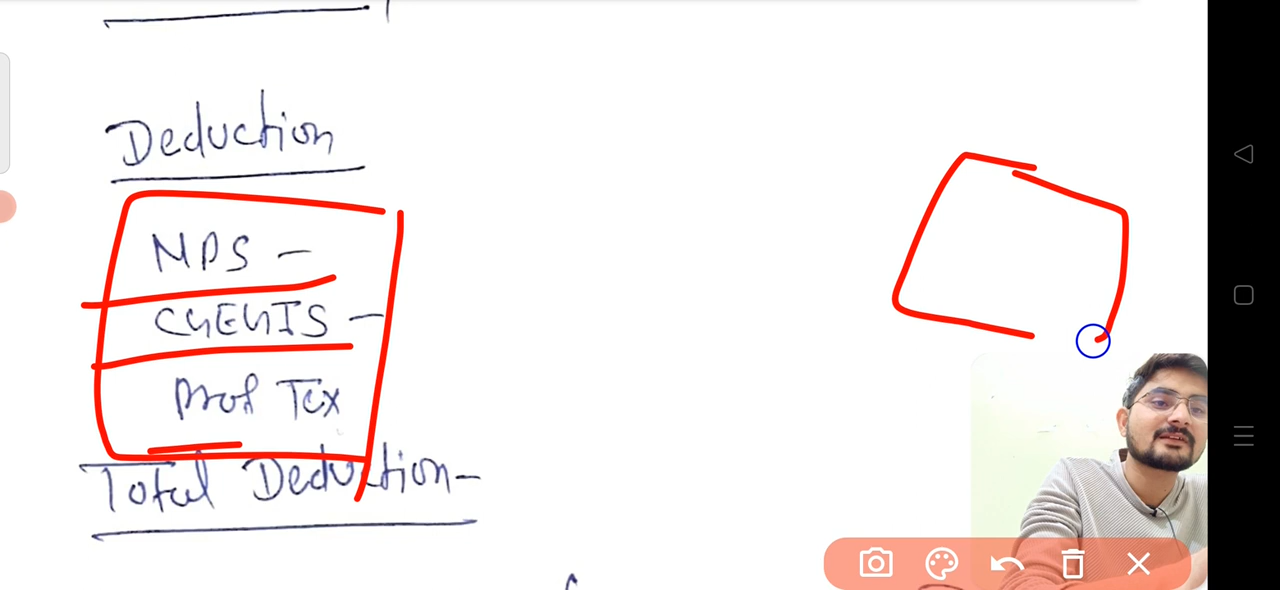 Deduction
NPS -
CGEGIS -
Prof Tax
Total Deduction-